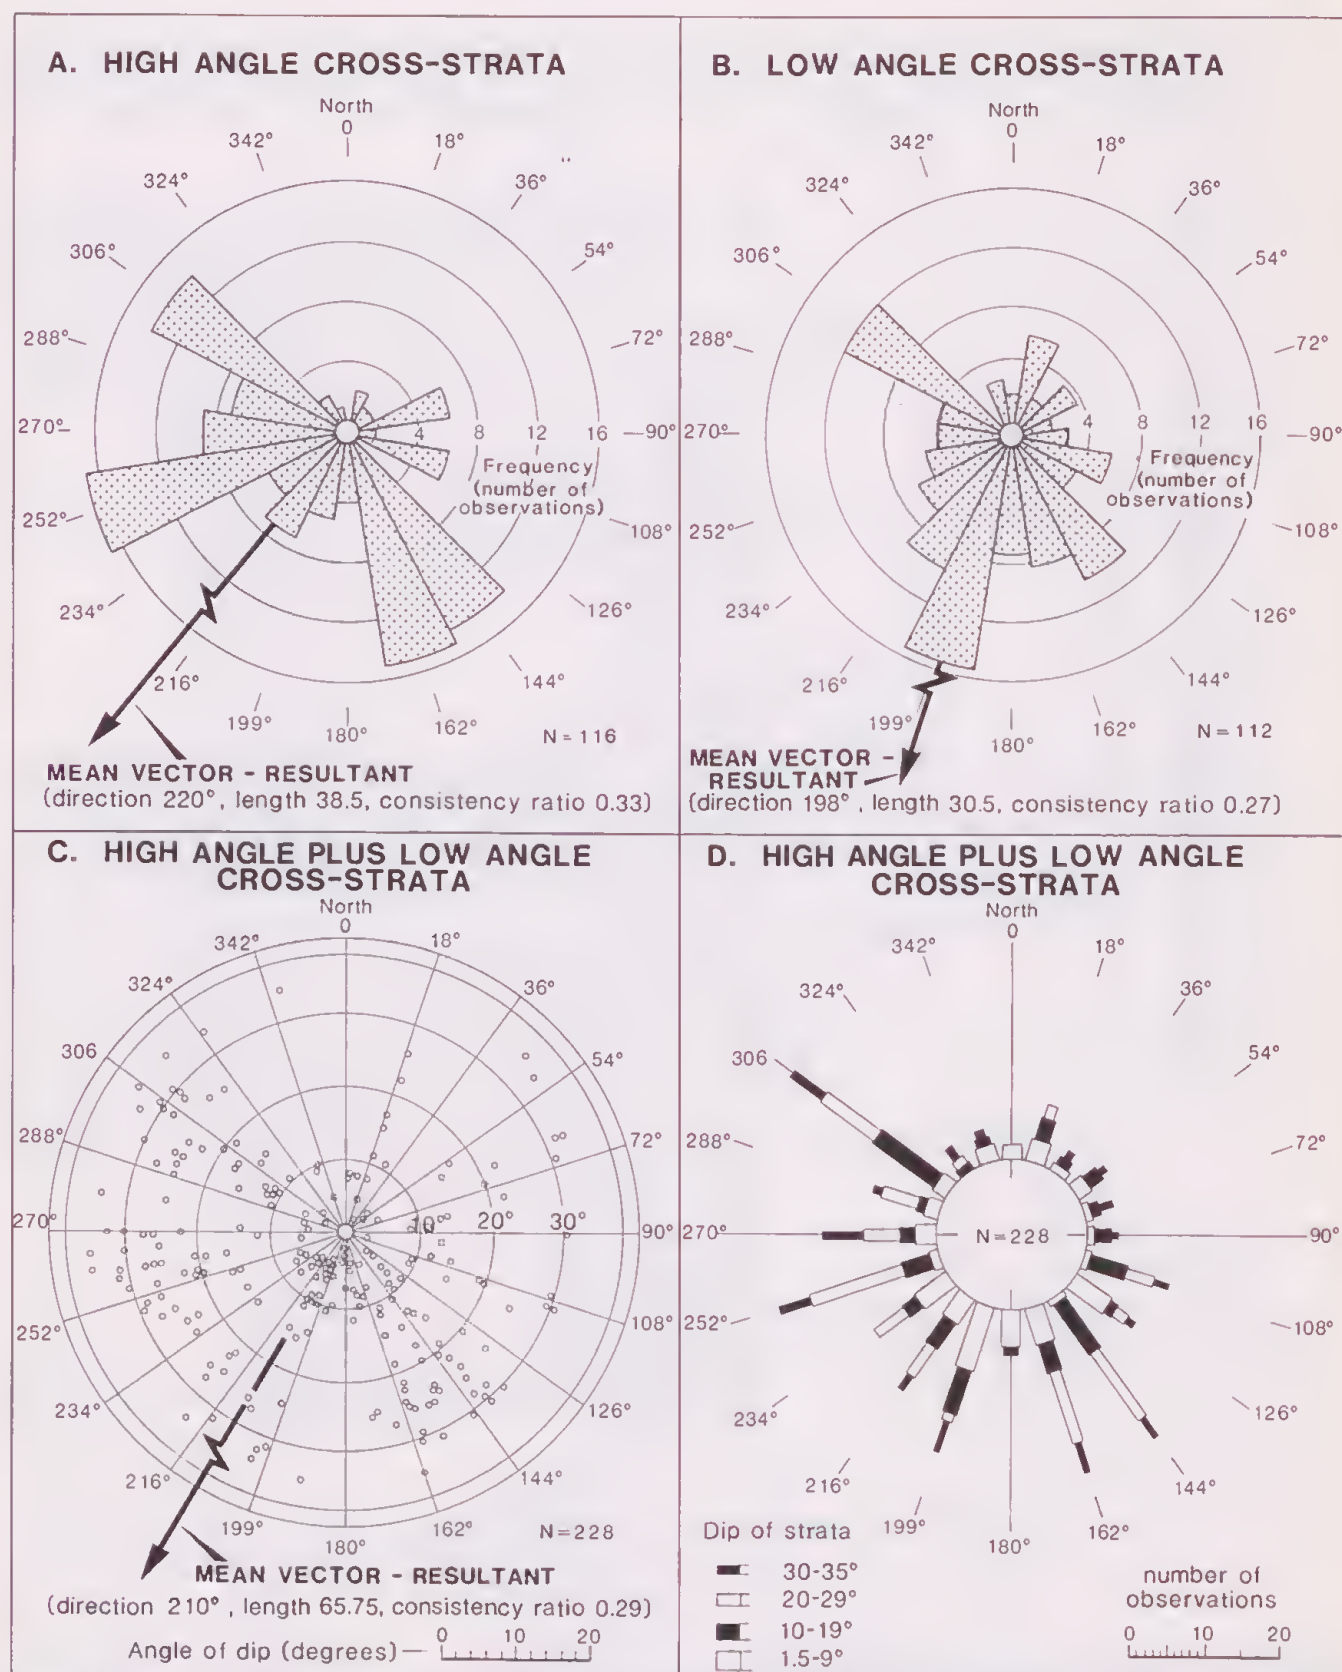 A. HIGH ANGLE CROSS-STRATA
North
0
18°
36°
54°
72°
90°
108°
126°
144°
162°
180°
199°
216°
234°
252°
270°
288°
306°
324°
342°
4 8 12 16
Frequency
(number of
observations)
N = 116
MEAN VECTOR - RESULTANT
(direction 220°, length 38.5, consistency ratio 0.33)
B. LOW ANGLE CROSS-STRATA
North
0
18°
36°
54°
72°
90°
108°
126°
144°
162°
180°
199°
216°
234°
252°
270°
288°
306°
324°
342°
4 8 12 16
Frequency
(number of
observations)
N = 112
MEAN VECTOR -
RESULTANT
(direction 198°, length 30.5, consistency ratio 0.27)
C. HIGH ANGLE PLUS LOW ANGLE
CROSS-STRATA
North
0
18°
36°
54°
72°
90°
108°
126°
144°
162°
180°
199°
216°
234°
252°
270°
288°
306
324°
342°
10° 20° 30°
N=228
MEAN VECTOR - RESULTANT
(direction 210°, length 65.75, consistency ratio 0.29)
Angle of dip (degrees) — 0 10 20
D. HIGH ANGLE PLUS LOW ANGLE
CROSS-STRATA
North
0
18°
36°
54°
72°
90°
108°
126°
144°
162°
180°
199°
216°
234°
252°
270°
288°
306
324°
342°
N=228
Dip of strata
30-35°
20-29°
10-19°
1.5-9°
number of
observations
0 10 20